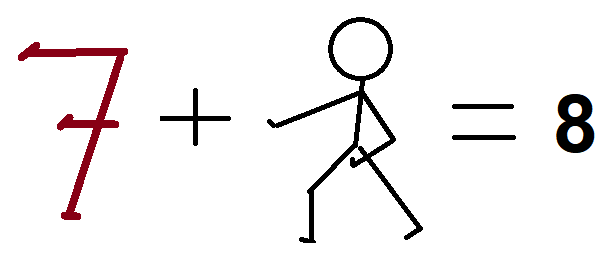 7 + = 8